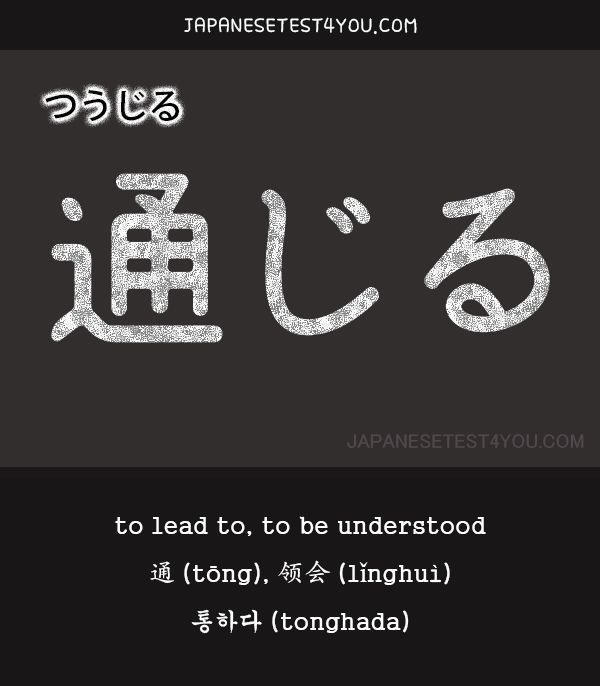 JAPANESETEST4YOU.COM
つうじる
通じる
JAPANESETEST4YOU.COM
to lead to, to be understood
通 (tōng), 领会 (lǐnghuì)
통하다 (tonghada)